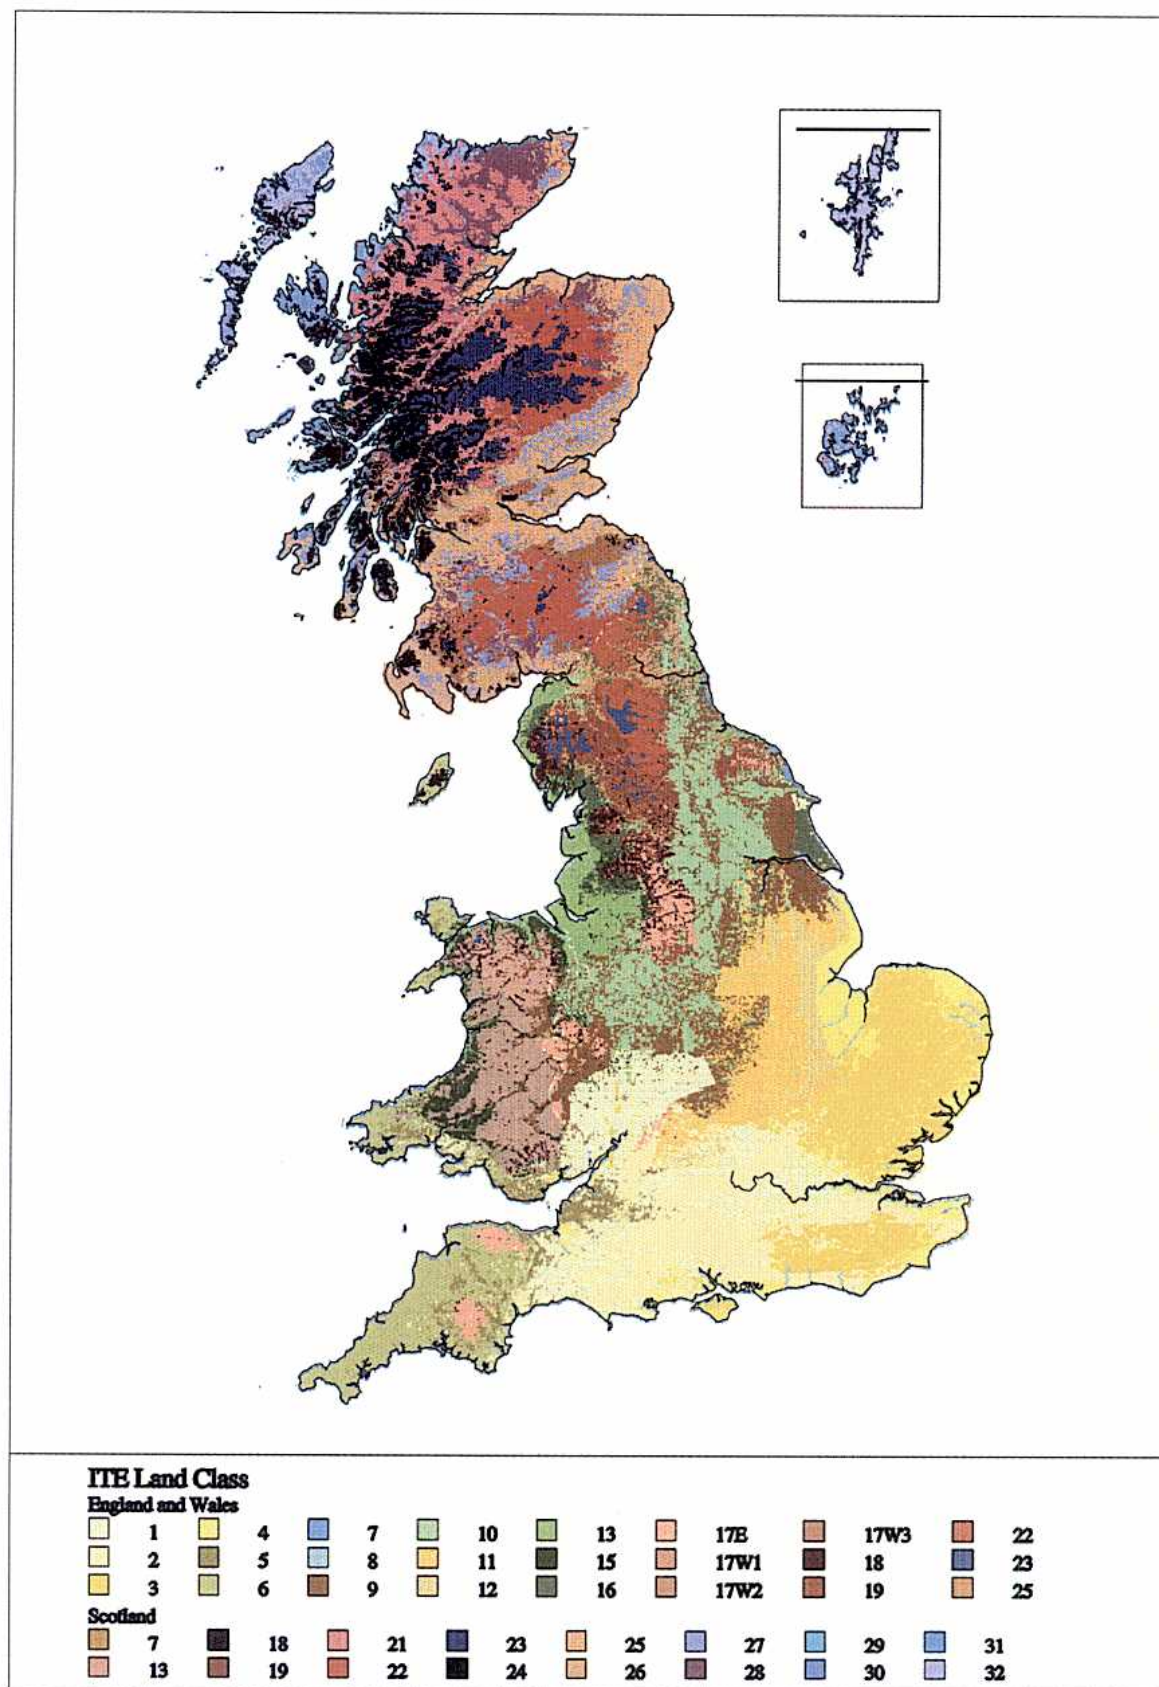 ITE Land Class
England and Wales
1 4 7 10 13 17E 17W3 22
2 5 8 11 15 17W1 18 23
3 6 9 12 16 17W2 19 25
Scotland
7 18 21 23 25 27 29 31
13 19 22 24 26 28 30 32